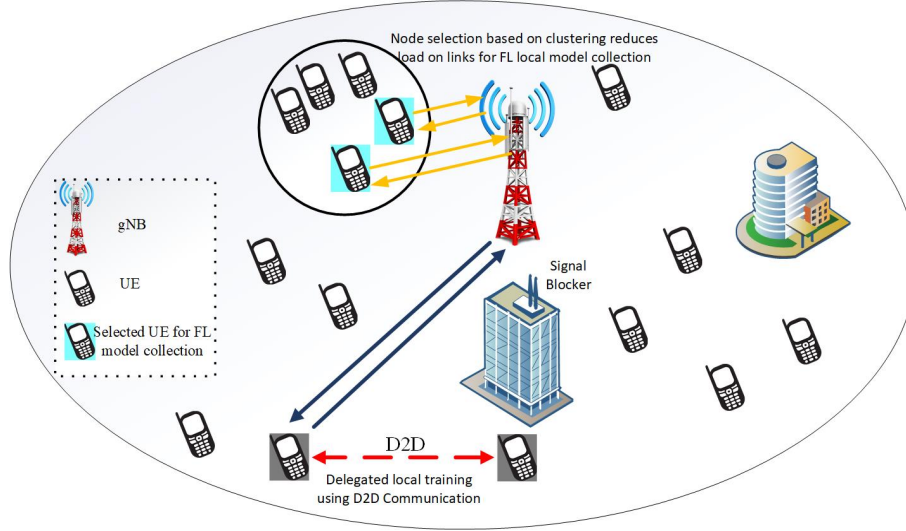 Node selection based on clustering reduces
load on links for FL local model collection
gNB
UE
Selected UE for FL
model collection
Signal
Blocker
D2D
Delegated local training
using D2D Communication